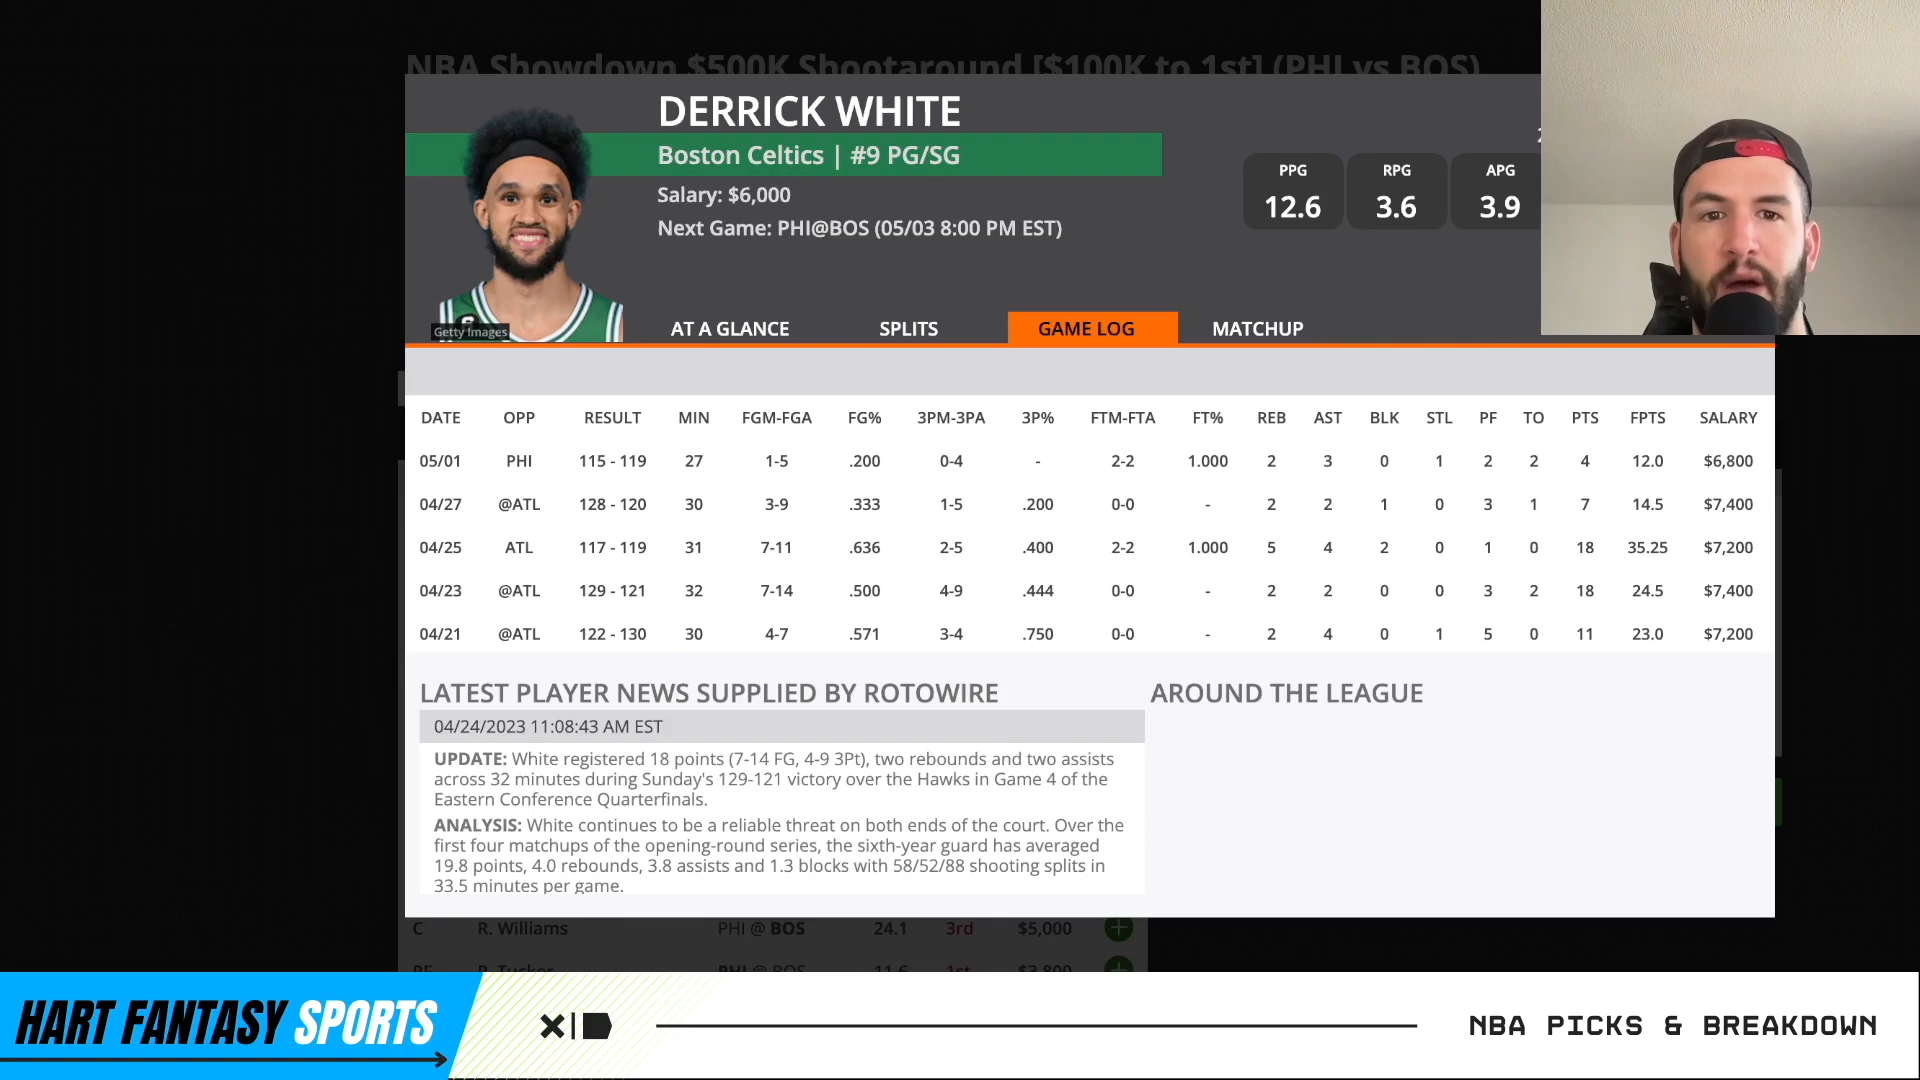 NBA Showdown $500K Shootaround [$100K to 1st] (PHI vs BOS)
DERRICK WHITE
Boston Celtics | #9 PG/SG
Salary: $6,000
Next Game: PHI@BOS (05/03 8:00 PM EST)
PPG RPG APG
12.6 3.6 3.9
Getty Images
AT A GLANCE SPLITS GAME LOG MATCHUP
DATE OPP RESULT MIN FGM-FGA FG% 3PM-3PA 3P% FTM-FTA FT% REB AST BLK STL PF TO PTS FPTS SALARY
05/01 PHI 115 - 119 27 1-5 .200 0-4 - 2-2 1.000 2 3 0 1 2 2 4 12.0 $6,800
04/27 @ATL 128 - 120 30 3-9 .333 1-5 .200 0-0 - 2 2 1 0 3 1 7 14.5 $7,400
04/25 ATL 117 - 119 31 7-11 .636 2-5 .400 2-2 1.000 5 4 2 0 1 0 18 35.25 $7,200
04/23 @ATL 129 - 121 32 7-14 .500 4-9 .444 0-0 - 2 2 0 0 3 2 18 24.5 $7,400
04/21 @ATL 122 - 130 30 4-7 .571 3-4 .750 0-0 - 2 4 0 1 5 0 11 23.0 $7,200
LATEST PLAYER NEWS SUPPLIED BY ROTOWIRE
AROUND THE LEAGUE
04/24/2023 11:08:43 AM EST
UPDATE: White registered 18 points (7-14 FG, 4-9 3Pt), two rebounds and two assists
across 32 minutes during Sunday's 129-121 victory over the Hawks in Game 4 of the
Eastern Conference Quarterfinals.
ANALYSIS: White continues to be a reliable threat on both ends of the court. Over the
first four matchups of the opening-round series, the sixth-year guard has averaged
19.8 points, 4.0 rebounds, 3.8 assists and 1.3 blocks with 58/52/88 shooting splits in
33.5 minutes per game.
C R. Williams PHI @ BOS 24.1 3rd $5,000
PF P. Tucker PHI @ BOS 11.6 1st $3,800
HART FANTASY SPORTS
NBA PICKS & BREAKDOWN